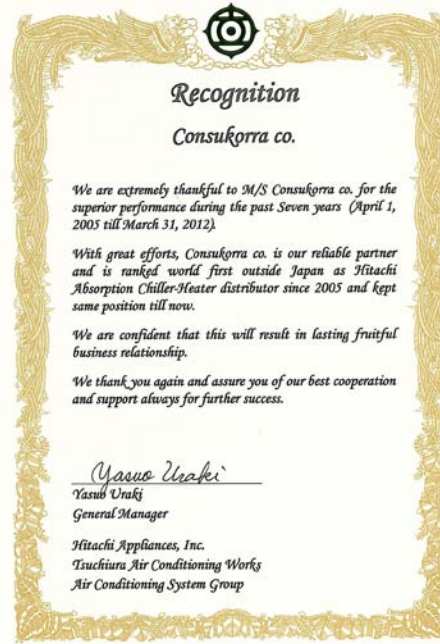 Recognition
Consukorra co.
We are extremely thankful to M/S Consukorra co. for the
superior performance during the past Seven years (April 1,
2005 till March 31, 2012).
With great efforts, Consukorra co. is our reliable partner
and is ranked world first outside Japan as Hitachi
Absorption Chiller-Heater distributor since 2005 and kept
same position till now.
We are confident that this will result in lasting fruitful
business relationship.
We thank you again and assure you of our best cooperation
and support always for further success.
Yasuo Uraki
Yasuo Uraki
General Manager
Hitachi Appliances, Inc.
Tsuchiura Air Conditioning Works
Air Conditioning System Group